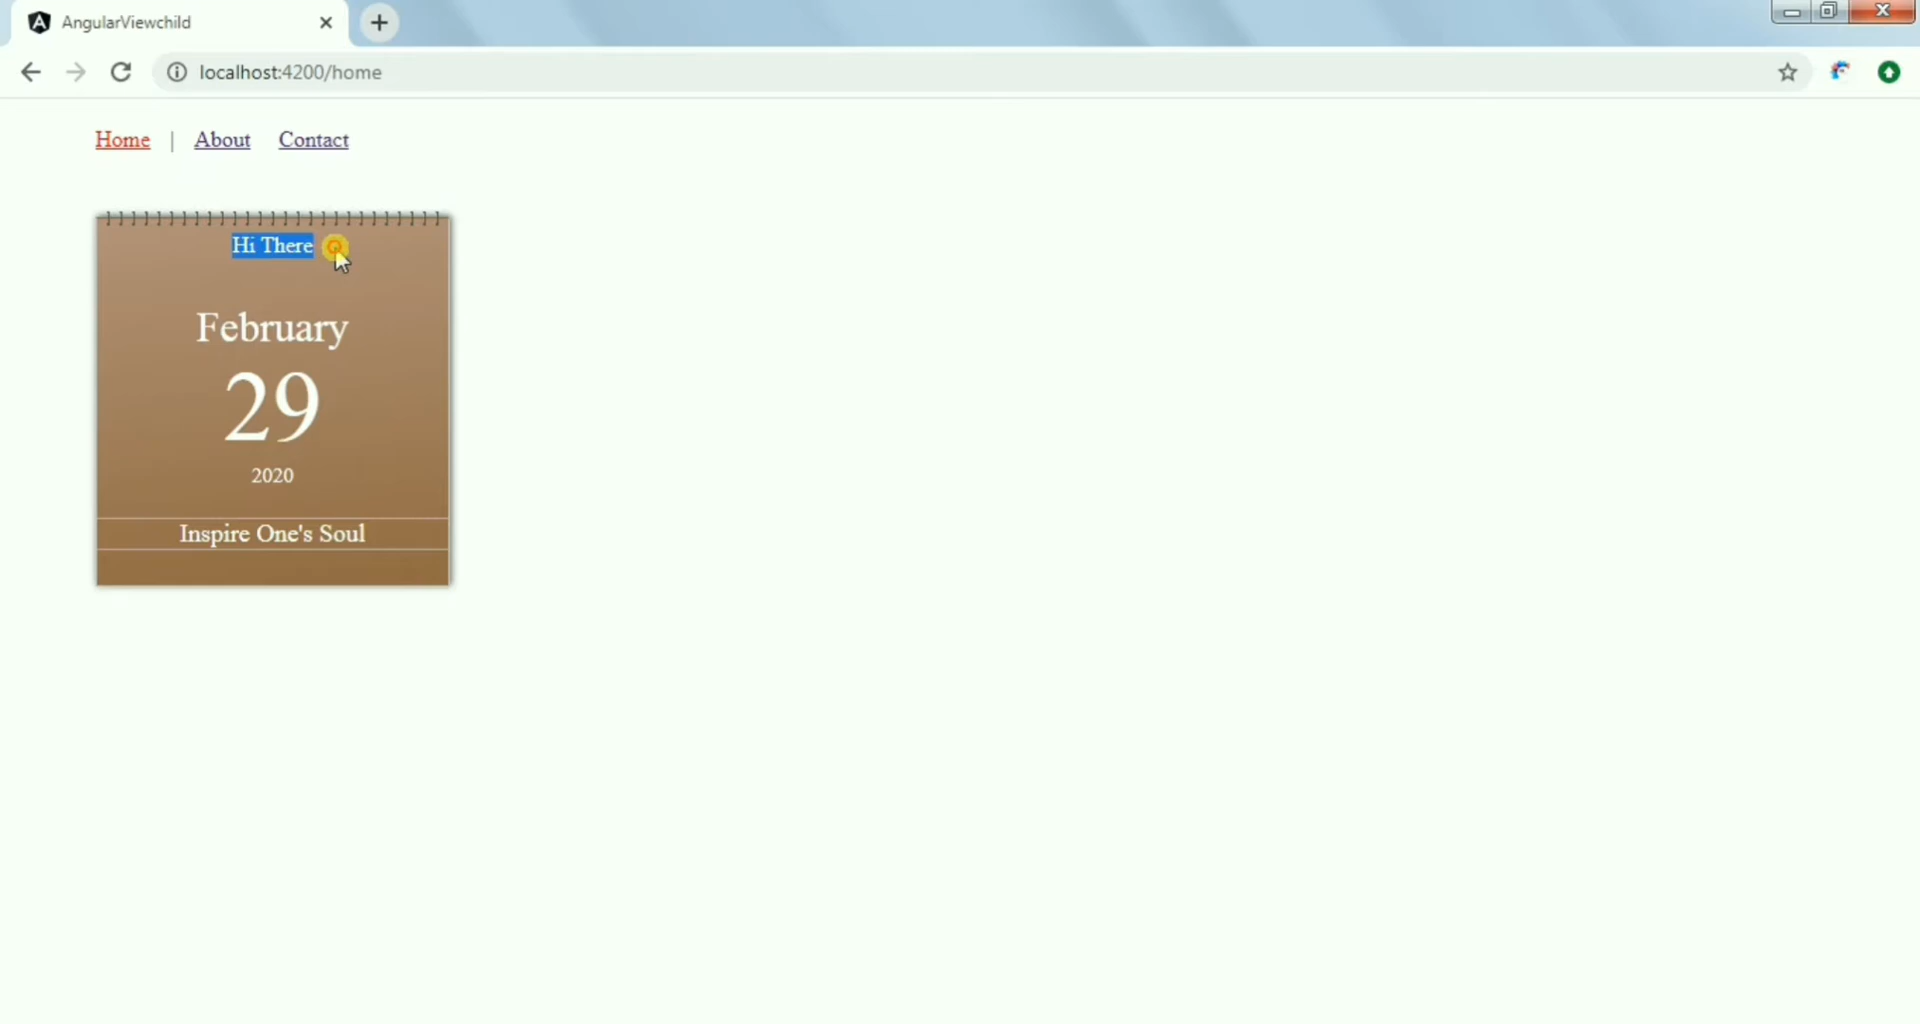 AngularViewchild
localhost:4200/home
Home | About Contact
Hi There
February
29
2020
Inspire One's Soul